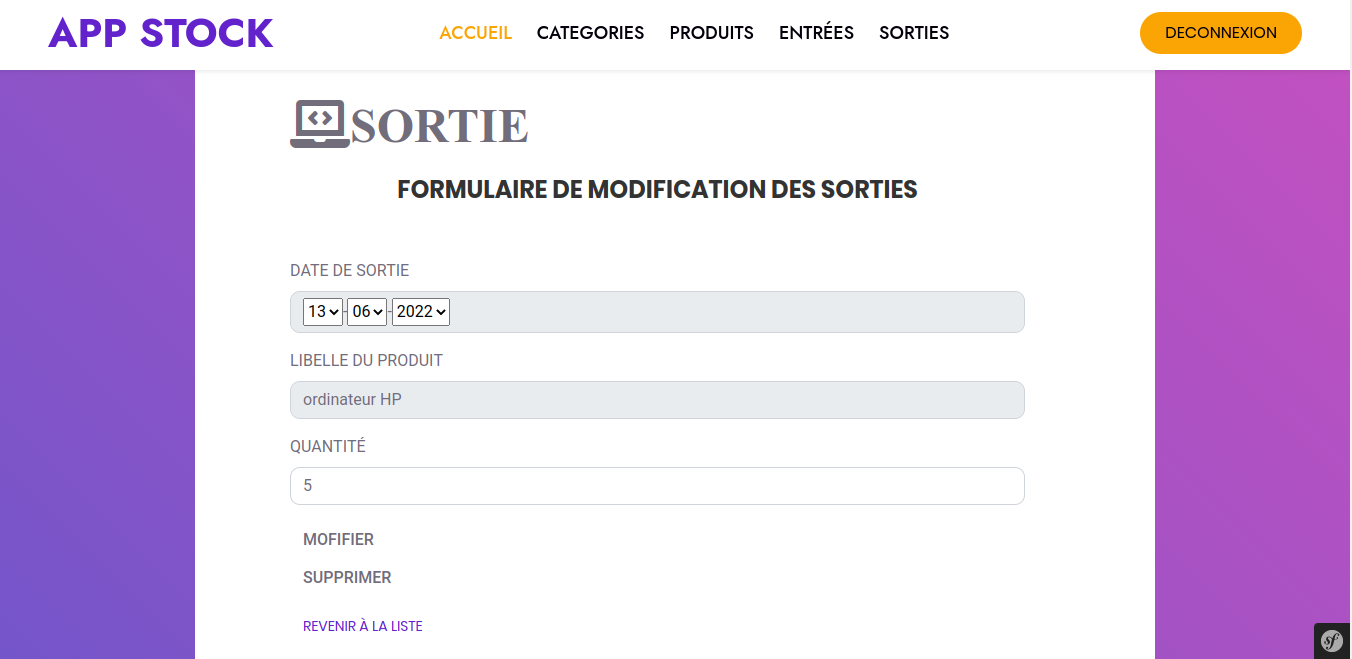 APP STOCK ACCUEIL CATEGORIES PRODUITS ENTRÉES SORTIES DECONNEXION
SORTIE
FORMULAIRE DE MODIFICATION DES SORTIES
DATE DE SORTIE
13 - 06 - 2022
LIBELLE DU PRODUIT
ordinateur HP
QUANTITÉ
5
MOFIFIER
SUPPRIMER
REVENIR À LA LISTE
sf